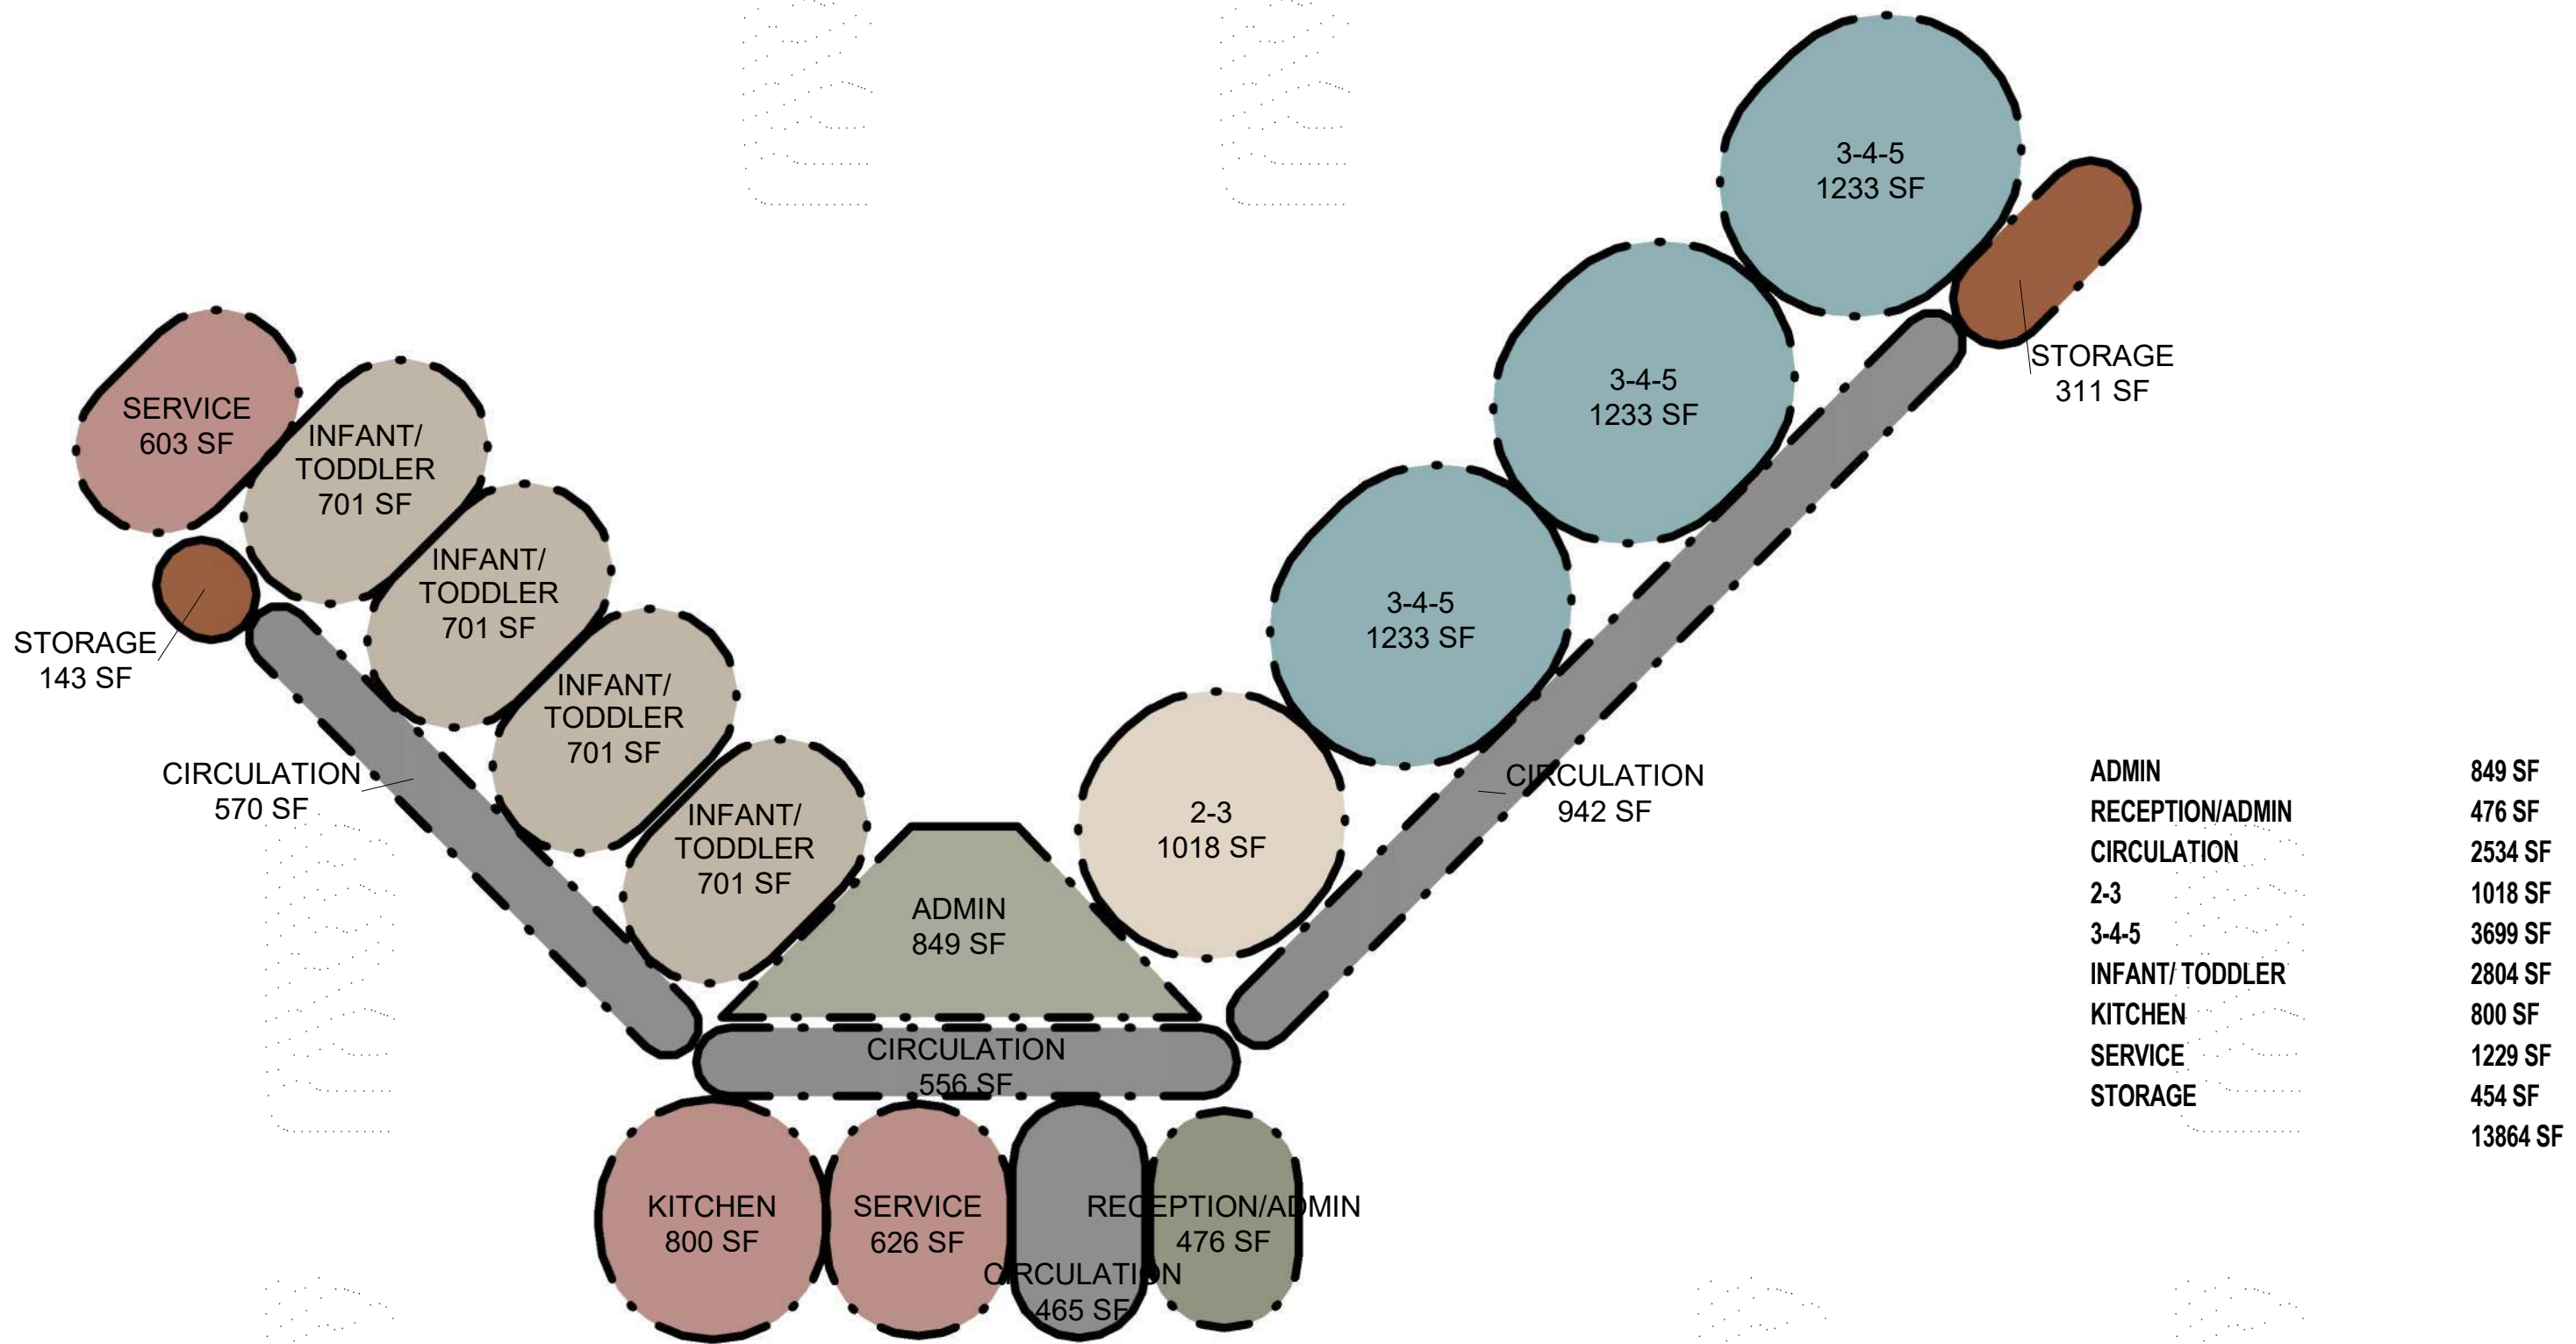 3-4-5
1233 SF
3-4-5
1233 SF
3-4-5
1233 SF
STORAGE
311 SF
SERVICE
603 SF
INFANT/
TODDLER
701 SF
INFANT/
TODDLER
701 SF
INFANT/
TODDLER
701 SF
INFANT/
TODDLER
701 SF
STORAGE
143 SF
CIRCULATION
570 SF
2-3
1018 SF
CIRCULATION
942 SF
ADMIN
849 SF
CIRCULATION
556 SF
KITCHEN
800 SF
SERVICE
626 SF
CIRCULATION
465 SF
RECEPTION/ADMIN
476 SF
ADMIN 849 SF
RECEPTION/ADMIN 476 SF
CIRCULATION 2534 SF
2-3 1018 SF
3-4-5 3699 SF
INFANT/ TODDLER 2804 SF
KITCHEN 800 SF
SERVICE 1229 SF
STORAGE 454 SF
13864 SF